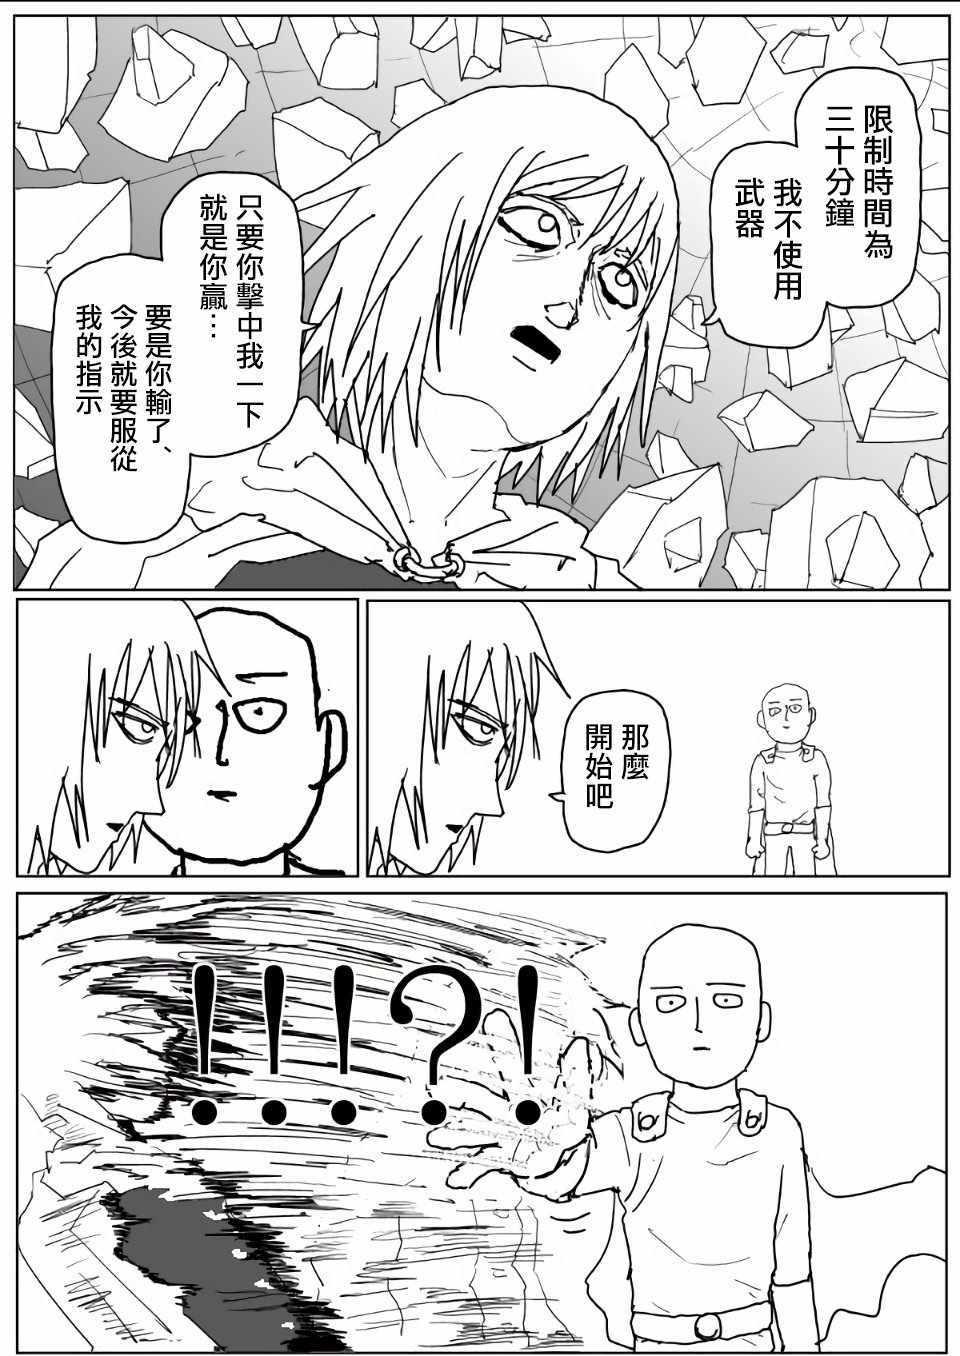 限制時間為
三十分鐘
我不使用
武器
只要你擊中我一下
就是你贏…
要是你輸了、
今後就要服從
我的指示
那麼
開始吧
!!!?!